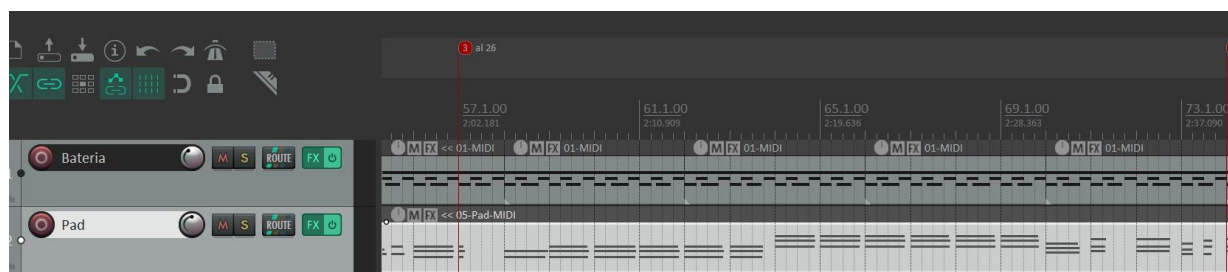 3 al 26
57.1.00 61.1.00 65.1.00 69.1.00 73.1.00
2:02.181 2:10.909 2:19.636 2:28.363 2:37.090
Bateria M S ROUTE FX M FX << 01-MIDI M FX 01-MIDI M FX 01-MIDI M FX 01-MIDI M FX 01-MIDI
Pad M S ROUTE FX M FX << 05-Pad-MIDI